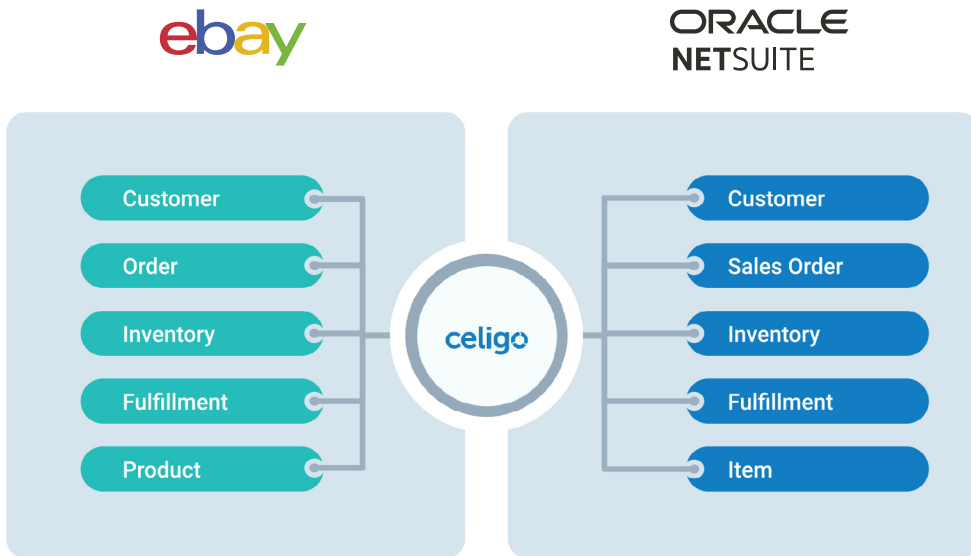 ebay
ORACLE
NETSUITE
Customer
Order
Inventory
Fulfillment
Product
celigo
Customer
Sales Order
Inventory
Fulfillment
Item